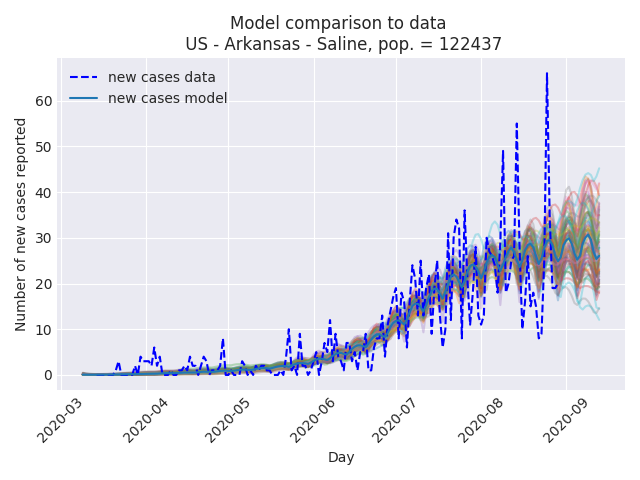 Model comparison to data
US - Arkansas - Saline, pop. = 122437
new cases data
new cases model
Number of new cases reported
60
50
40
30
20
10
0
2020-03
2020-04
2020-05
2020-06
2020-07
2020-08
2020-09
Day